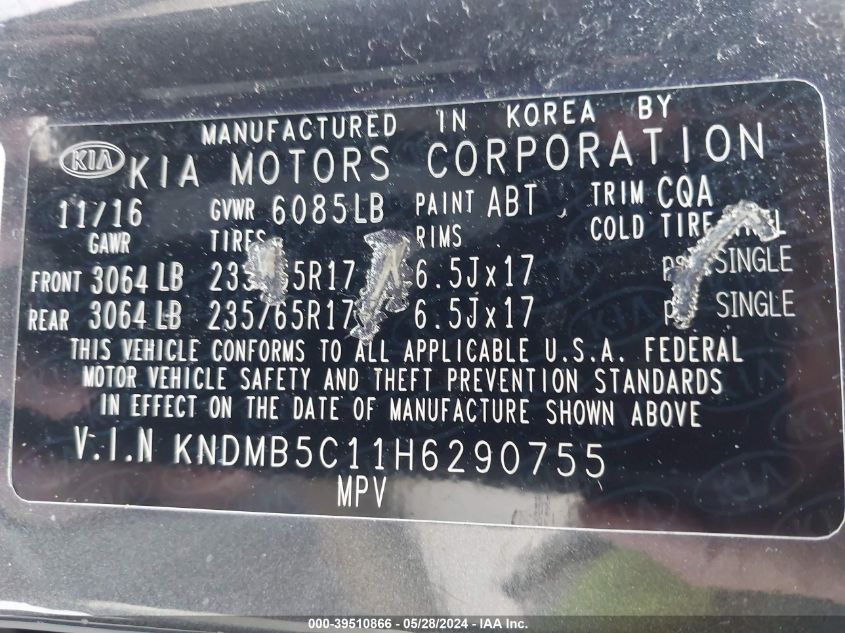 MANUFACTURED IN KOREA BY
KIA KIA MOTORS CORPORATION
11/16 GVWR 6085LB PAINT ABT TRIM CQA
GAWR TIRES RIMS COLD TIRE
FRONT 3064 LB 6.5Jx17 SINGLE
REAR 3064 LB 235/65R17 6.5Jx17 SINGLE
THIS VEHICLE CONFORMS TO ALL APPLICABLE U.S.A. FEDERAL
MOTOR VEHICLE SAFETY AND THEFT PREVENTION STANDARDS
IN EFFECT ON THE DATE OF MANUFACTURE SHOWN ABOVE
V.I.N KNDMB5C11H6290755
MPV
000-39510866 - 05/28/2024 - IAA Inc.